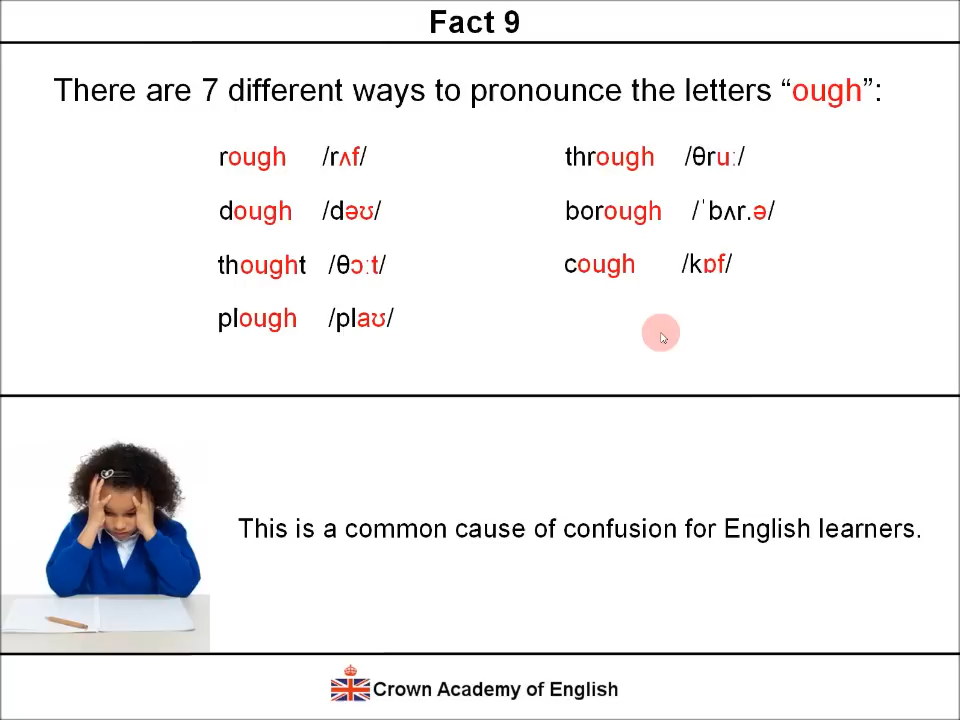 Fact 9
There are 7 different ways to pronounce the letters “ough”:
rough /rʌf/
dough /dəʊ/
thought /θɔːt/
plough /plaʊ/
through /θruː/
borough /ˈbʌr.ə/
cough /kɒf/
This is a common cause of confusion for English learners.
Crown Academy of English